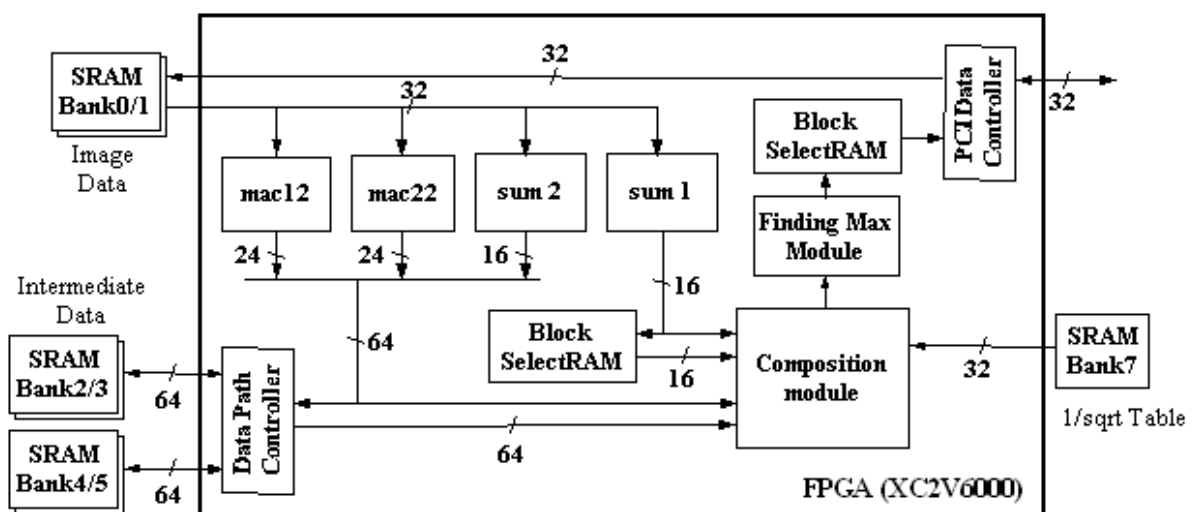 SRAM
Bank0/1
Image
Data
32
32
PCI Data
Controller
32
Block
SelectRAM
mac12
mac22
sum 2
sum 1
Finding Max
Module
24
24
16
16
Intermediate
Data
SRAM
Bank2/3
64
64
Block
SelectRAM
16
Composition
module
32
SRAM
Bank7
1/sqrt Table
Data Path
Controller
64
SRAM
Bank4/5
64
FPGA (XC2V6000)